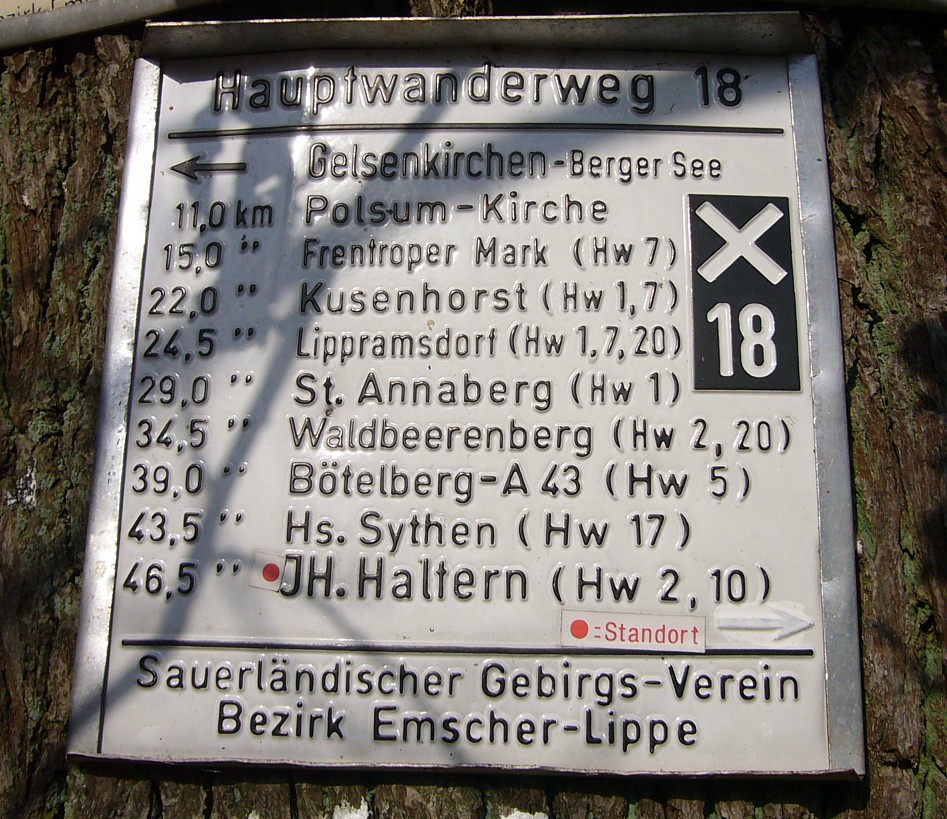 Hauptwanderweg 18
Gelsenkirchen-Berger See
11,0 km Polsum-Kirche
15,0 " Frentroper Mark (Hw 7)
22,0 " Kusenhorst (Hw 1,7)
24,5 " Lippramsdorf (Hw 1,7,20)
29,0 " St. Annaberg (Hw 1)
34,5 " Waldbeerenberg (Hw 2, 20)
39,0 " Bötelberg-A 43 (Hw 5)
43,5 " Hs. Sythen (Hw 17)
46,5 " JH. Haltern (Hw 2, 10)
X
18
=Standort
Sauerländischer Gebirgs-Verein
Bezirk Emscher-Lippe